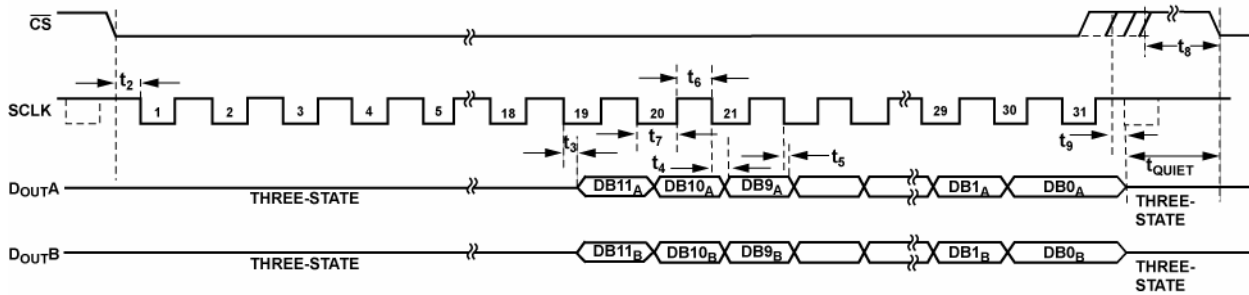 CS
t8
t2
t6
SCLK
1 2 3 4 5 18 19 20 21 29 30 31
t3
t7
t9
t4
t5
tQUIET
DOUTA
THREE-STATE
DB11A DB10A DB9A DB1A DB0A
THREE-
STATE
DOUTB
THREE-STATE
DB11B DB10B DB9B DB1B DB0B
THREE-
STATE